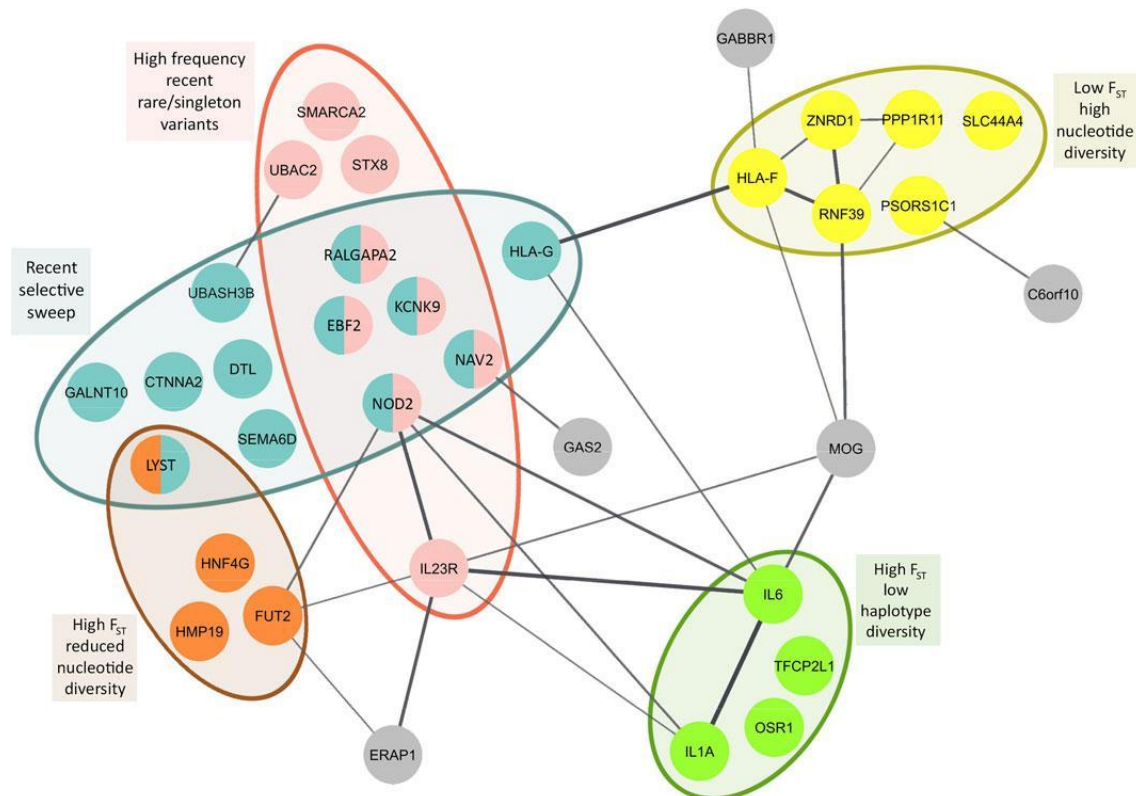 GABBR1
High frequency
recent
rare/singleton
variants
Low FST
high
nucleotide
diversity
SMARCA2
UBAC2
STX8
ZNRD1
PPP1R11
SLC44A4
HLA-F
RNF39
PSORS1C1
C6orf10
Recent
selective
sweep
RALGAPA2
HLA-G
UBASH3B
KCNK9
EBF2
NAV2
DTL
CTNNA2
GALNT10
NOD2
SEMA6D
GAS2
MOG
LYST
HNF4G
IL23R
FUT2
HMP19
High FST
reduced
nucleotide
diversity
IL6
High FST
low
haplotype
diversity
TFCP2L1
OSR1
IL1A
ERAP1